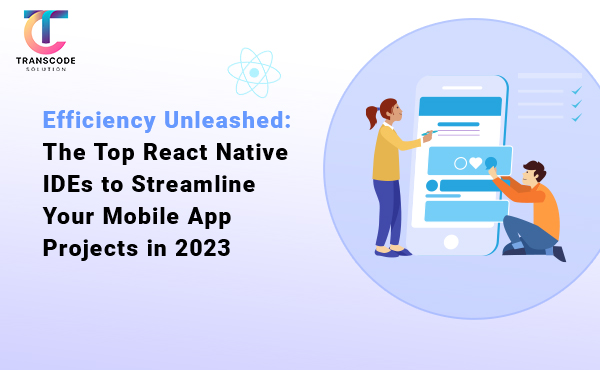 TRANSCODE
SOLUTION
Efficiency Unleashed:
The Top React Native
IDEs to Streamline
Your Mobile App
Projects in 2023